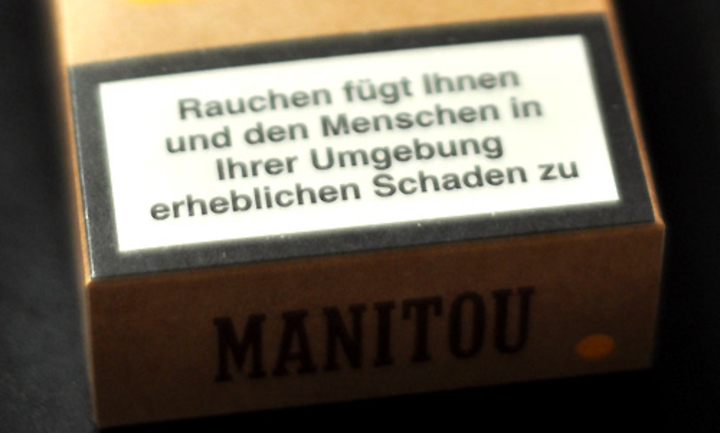 Rauchen fügt Ihnen
und den Menschen in
Ihrer Umgebung
erheblichen Schaden zu
MANITOU